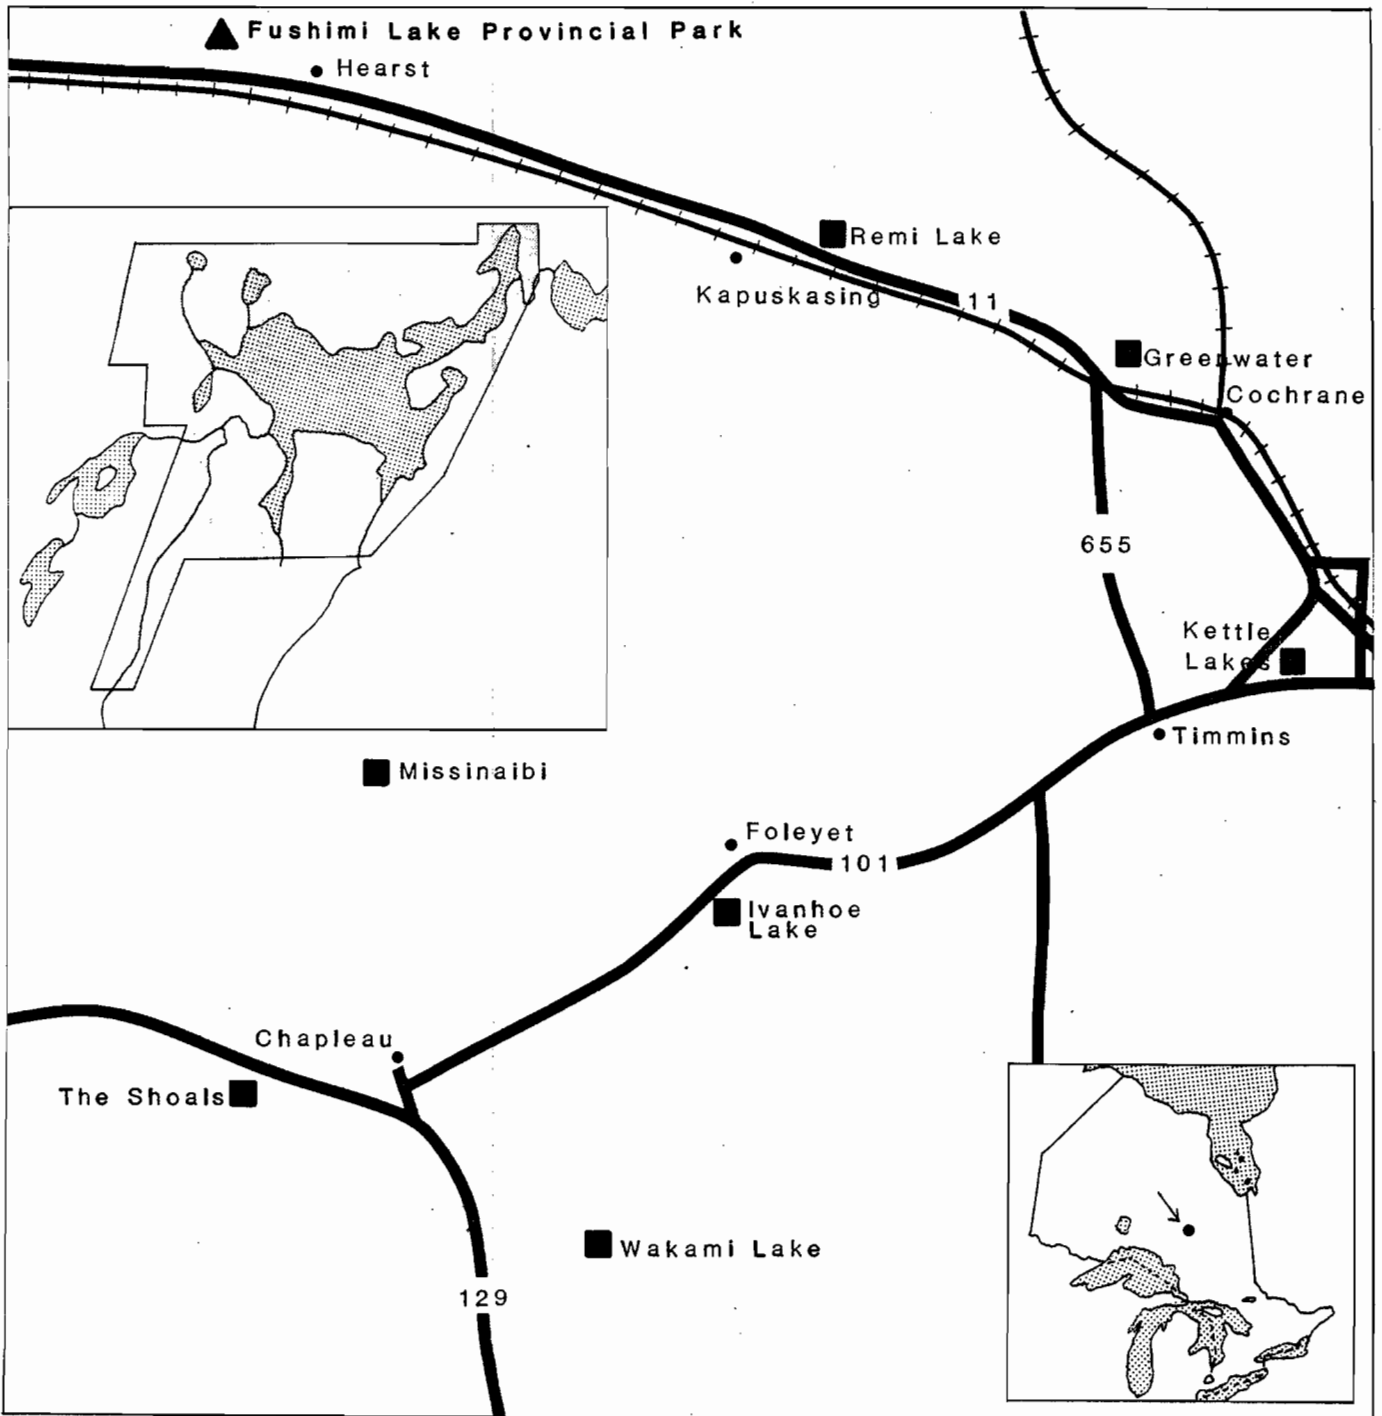 Fushimi Lake Provincial Park
Hearst
Remi Lake
Kapuskasing
11
Greenwater
Cochrane
655
Kettle
Lakes
Timmins
Missinaibi
Foleyet
101
Ivanhoe
Lake
Chapleau
The Shoals
Wakami Lake
129